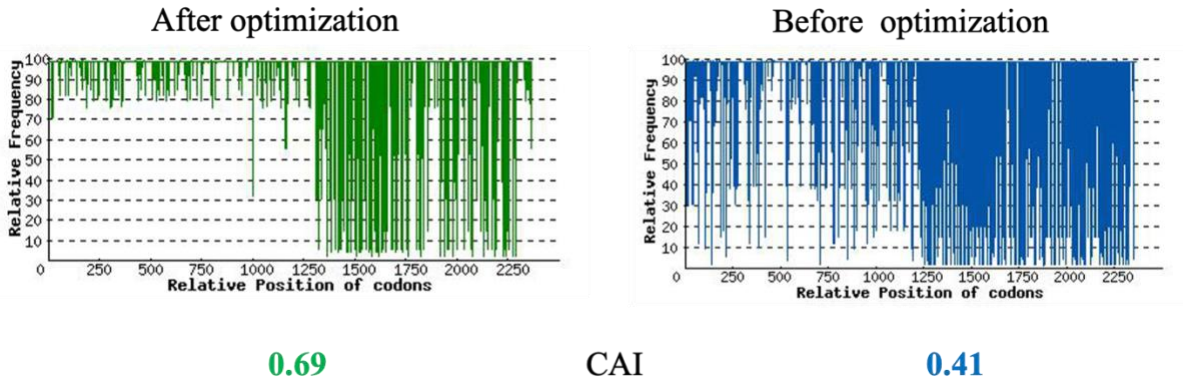 After optimization
Before optimization
Relative Frequency
100
90
80
70
60
50
40
30
20
10
0 250 500 750 1000 1250 1500 1750 2000 2250
Relative Position of codons
Relative Frequency
100
90
80
70
60
50
40
30
20
10
0 250 500 750 1000 1250 1500 1750 2000 2250
Relative Position of codons
0.69 CAI 0.41